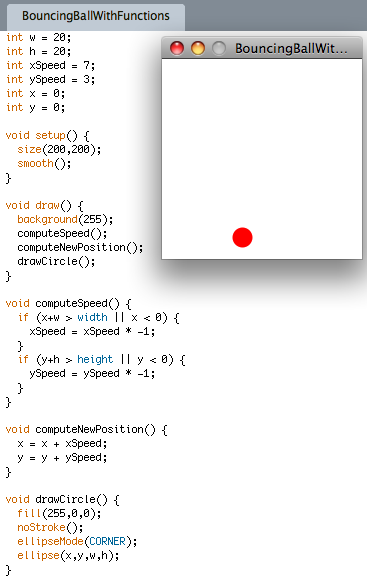 BouncingBallWithFunctions
int w = 20;
int h = 20;
int xSpeed = 7;
int ySpeed = 3;
int x = 0;
int y = 0;
BouncingBallWit...
void setup() {
  size(200,200);
  smooth();
}
void draw() {
  background(255);
  computeSpeed();
  computeNewPosition();
  drawCircle();
}
void computeSpeed() {
  if (x+w > width || x < 0) {
    xSpeed = xSpeed * -1;
  }
  if (y+h > height || y < 0) {
    ySpeed = ySpeed * -1;
  }
}
void computeNewPosition() {
  x = x + xSpeed;
  y = y + ySpeed;
}
void drawCircle() {
  fill(255,0,0);
  noStroke();
  ellipseMode(CORNER);
  ellipse(x,y,w,h);
}